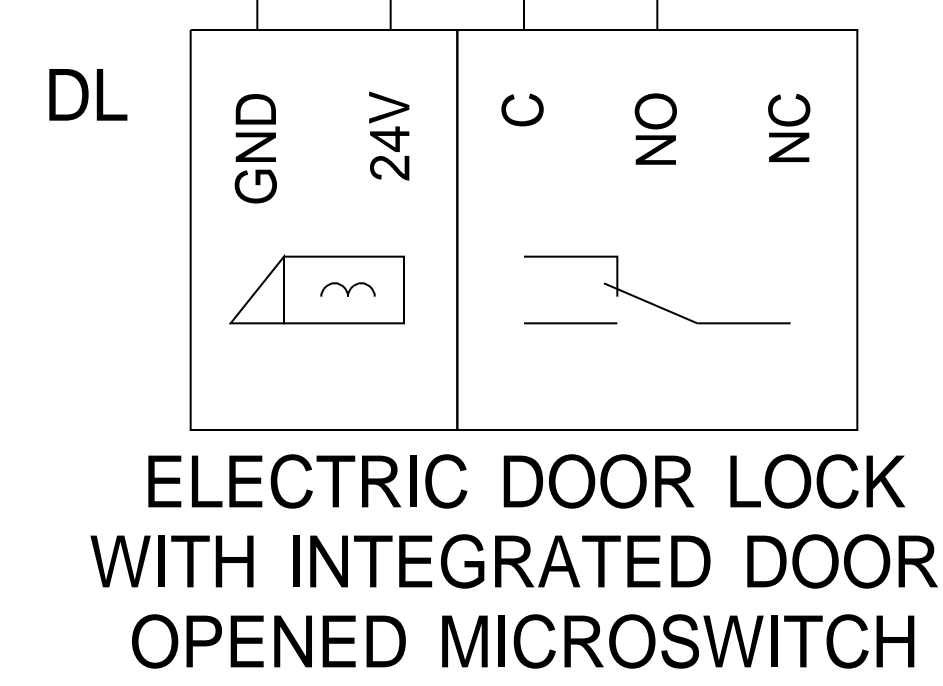 DL
GND
24V
C
NO
NC
ELECTRIC DOOR LOCK
WITH INTEGRATED DOOR
OPENED MICROSWITCH